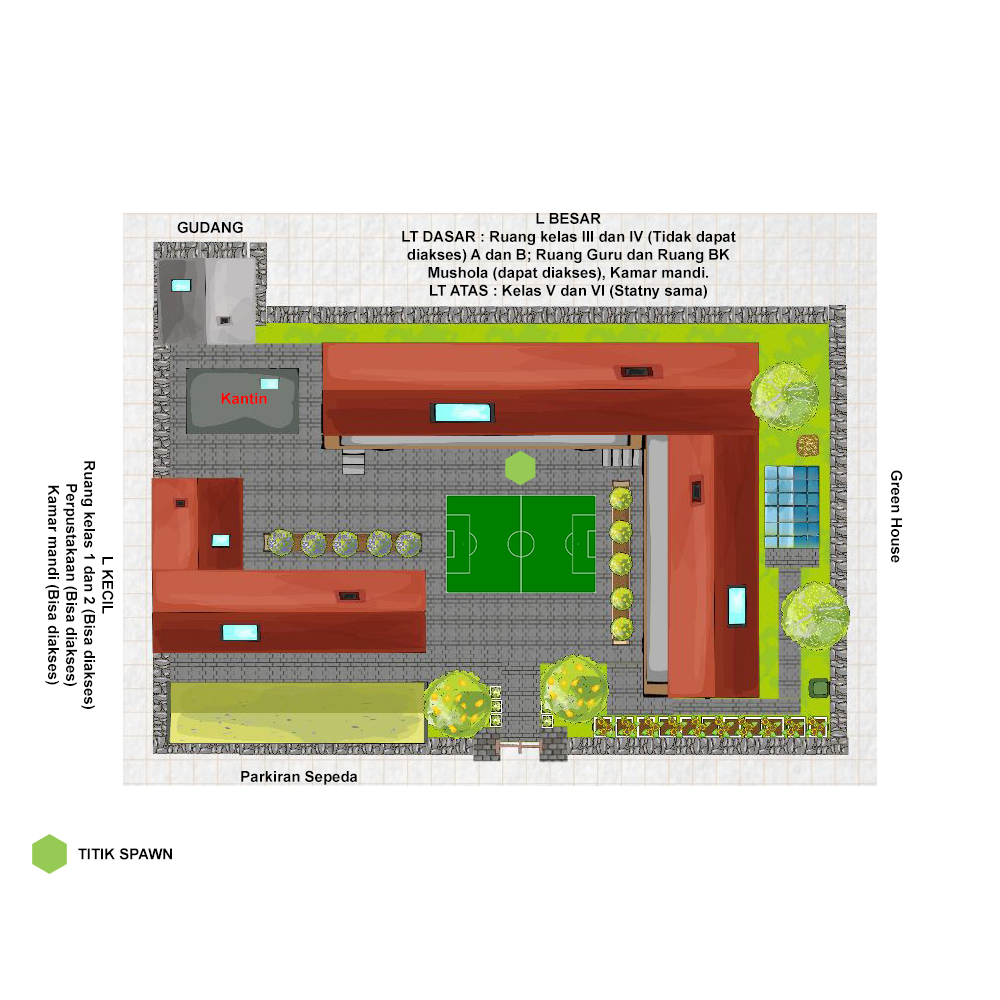 GUDANG
L BESAR
LT DASAR : Ruang kelas III dan IV (Tidak dapat
diakses) A dan B; Ruang Guru dan Ruang BK
Mushola (dapat diakses), Kamar mandi.
LT ATAS : Kelas V dan VI (Statny sama)
Kantin
L KECIL
Ruang kelas 1 dan 2 (Bisa diakses)
Perpustakaan (Bisa diakses)
Kamar mandi (Bisa diakses)
Green House
Parkiran Sepeda
TITIK SPAWN